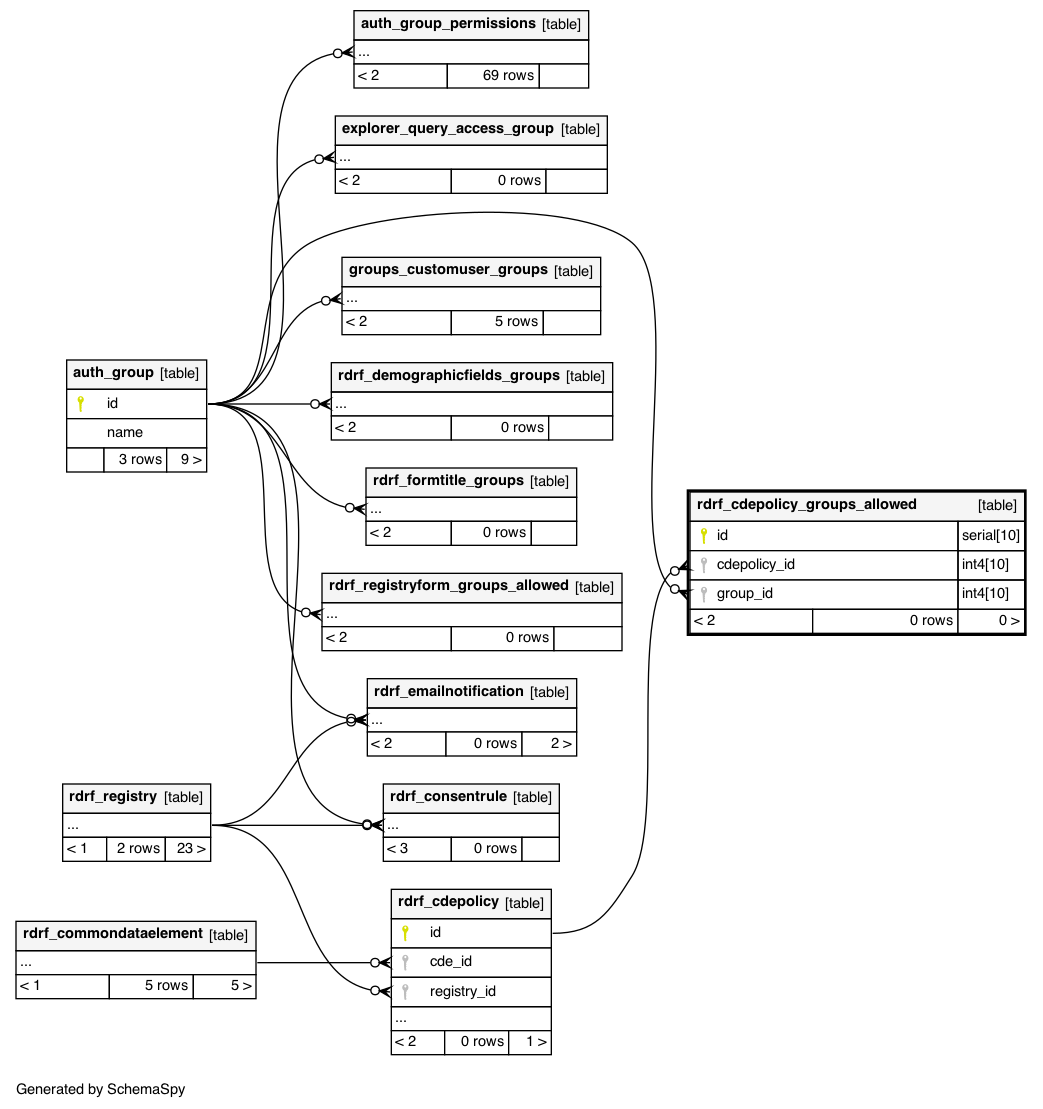 auth_group_permissions [table]
...
< 2 69 rows
explorer_query_access_group [table]
...
< 2 0 rows
groups_customuser_groups [table]
...
< 2 5 rows
auth_group [table]
id
name
3 rows 9 >
rdrf_demographicfields_groups [table]
...
< 2 0 rows
rdrf_formtitle_groups [table]
...
< 2 0 rows
rdrf_cdepolicy_groups_allowed [table]
id serial[10]
cdepolicy_id int4[10]
group_id int4[10]
< 2 0 rows 0 >
rdrf_registryform_groups_allowed [table]
...
< 2 0 rows
rdrf_emailnotification [table]
...
< 2 0 rows 2 >
rdrf_registry [table]
...
< 1 2 rows 23 >
rdrf_consentrule [table]
...
< 3 0 rows
rdrf_cdepolicy [table]
id
cde_id
registry_id
...
< 2 0 rows 1 >
rdrf_commondataelement [table]
...
< 1 5 rows 5 >
Generated by SchemaSpy